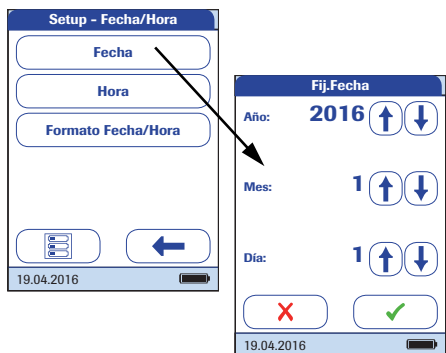 Setup - Fecha/Hora
Fecha
Hora
Formato Fecha/Hora
19.04.2016
Fij.Fecha
Año: 2016
Mes: 1
Día: 1
19.04.2016